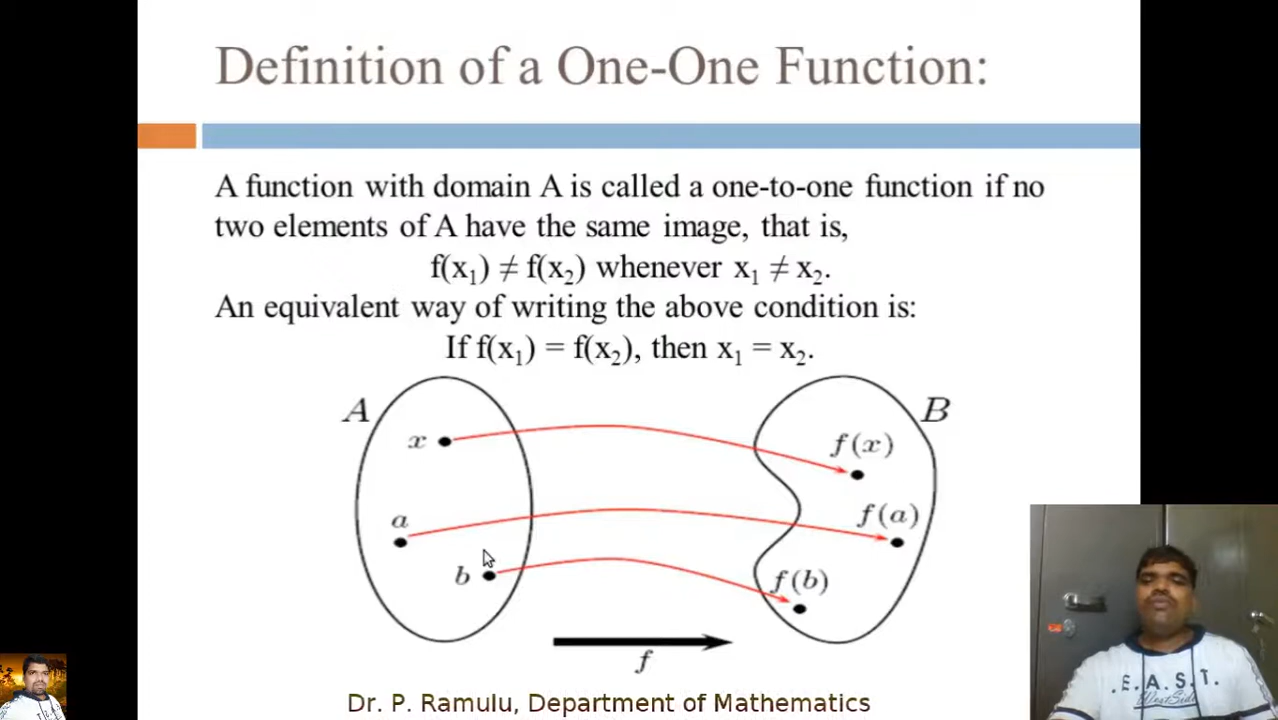 Definition of a One-One Function:
A function with domain A is called a one-to-one function if no
two elements of A have the same image, that is,
f(x₁) ≠ f(x₂) whenever x₁ ≠ x₂.
An equivalent way of writing the above condition is:
If f(x₁) = f(x₂), then x₁ = x₂.
A
B
x
f(x)
a
f(a)
b
f(b)
f
.E.A.S.T.
WestSide
Dr. P. Ramulu, Department of Mathematics